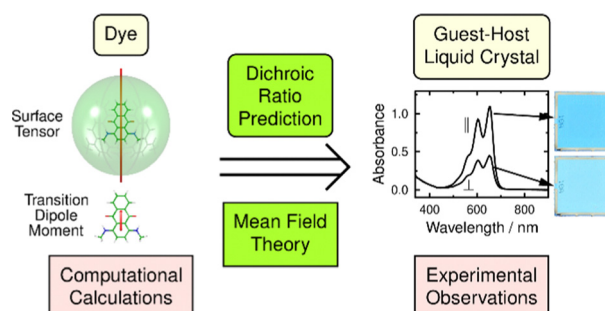 Dye
Surface
Tensor
Transition
Dipole
Moment
Computational
Calculations
Dichroic
Ratio
Prediction
Mean Field
Theory
Guest-Host
Liquid Crystal
Absorbance
1.0
0.5
0.0
||
⊥
400 600 800
Wavelength / nm
Experimental
Observations